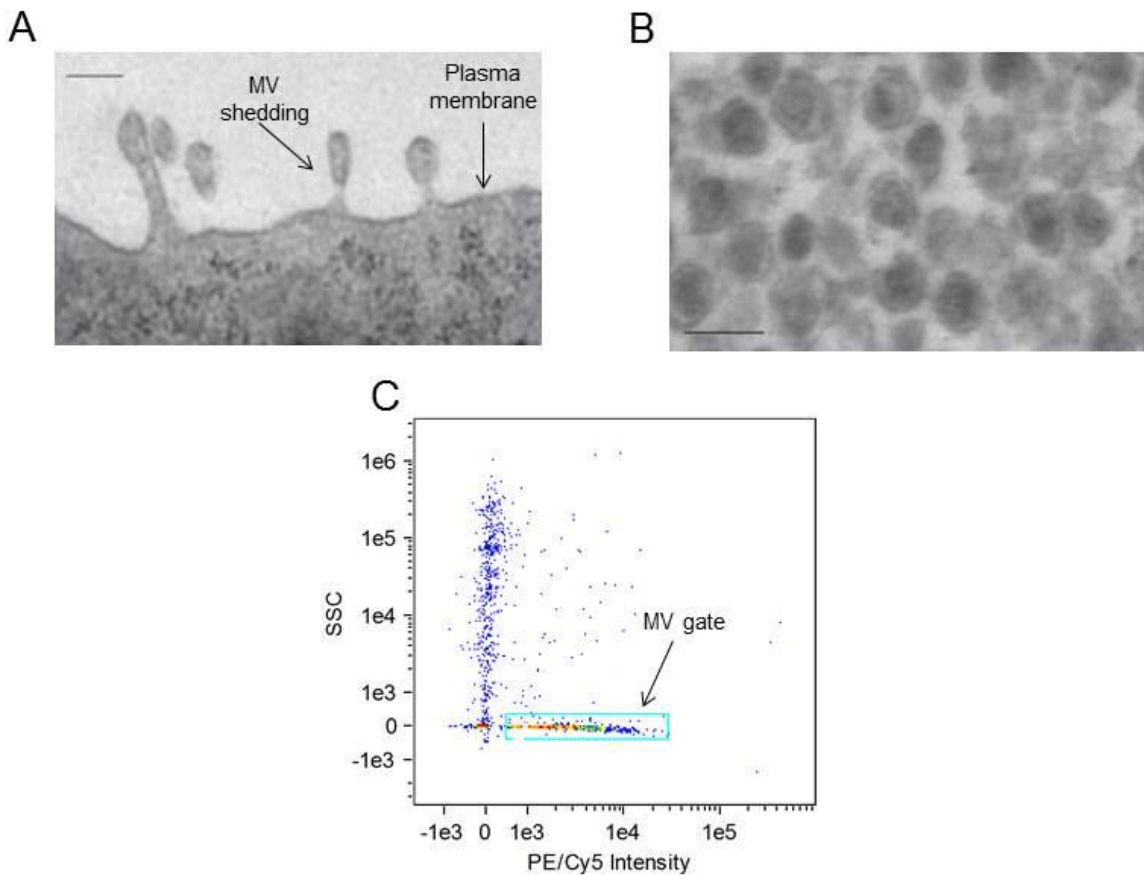 A
MV
shedding
Plasma
membrane
B
C
1e6
1e5
1e4
1e3
0
-1e3
SSC
MV gate
-1e3 0 1e3 1e4 1e5
PE/Cy5 Intensity